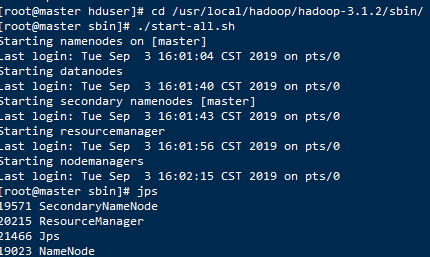 [root@master hduser]# cd /usr/local/hadoop/hadoop-3.1.2/sbin/
[root@master sbin]# ./start-all.sh
Starting namenodes on [master]
Last login: Tue Sep  3 16:01:04 CST 2019 on pts/0
Starting datanodes
Last login: Tue Sep  3 16:01:40 CST 2019 on pts/0
Starting secondary namenodes [master]
Last login: Tue Sep  3 16:01:43 CST 2019 on pts/0
Starting resourcemanager
Last login: Tue Sep  3 16:01:56 CST 2019 on pts/0
Starting nodemanagers
Last login: Tue Sep  3 16:02:15 CST 2019 on pts/0
[root@master sbin]# jps
19571 SecondaryNameNode
20215 ResourceManager
21466 Jps
19023 NameNode